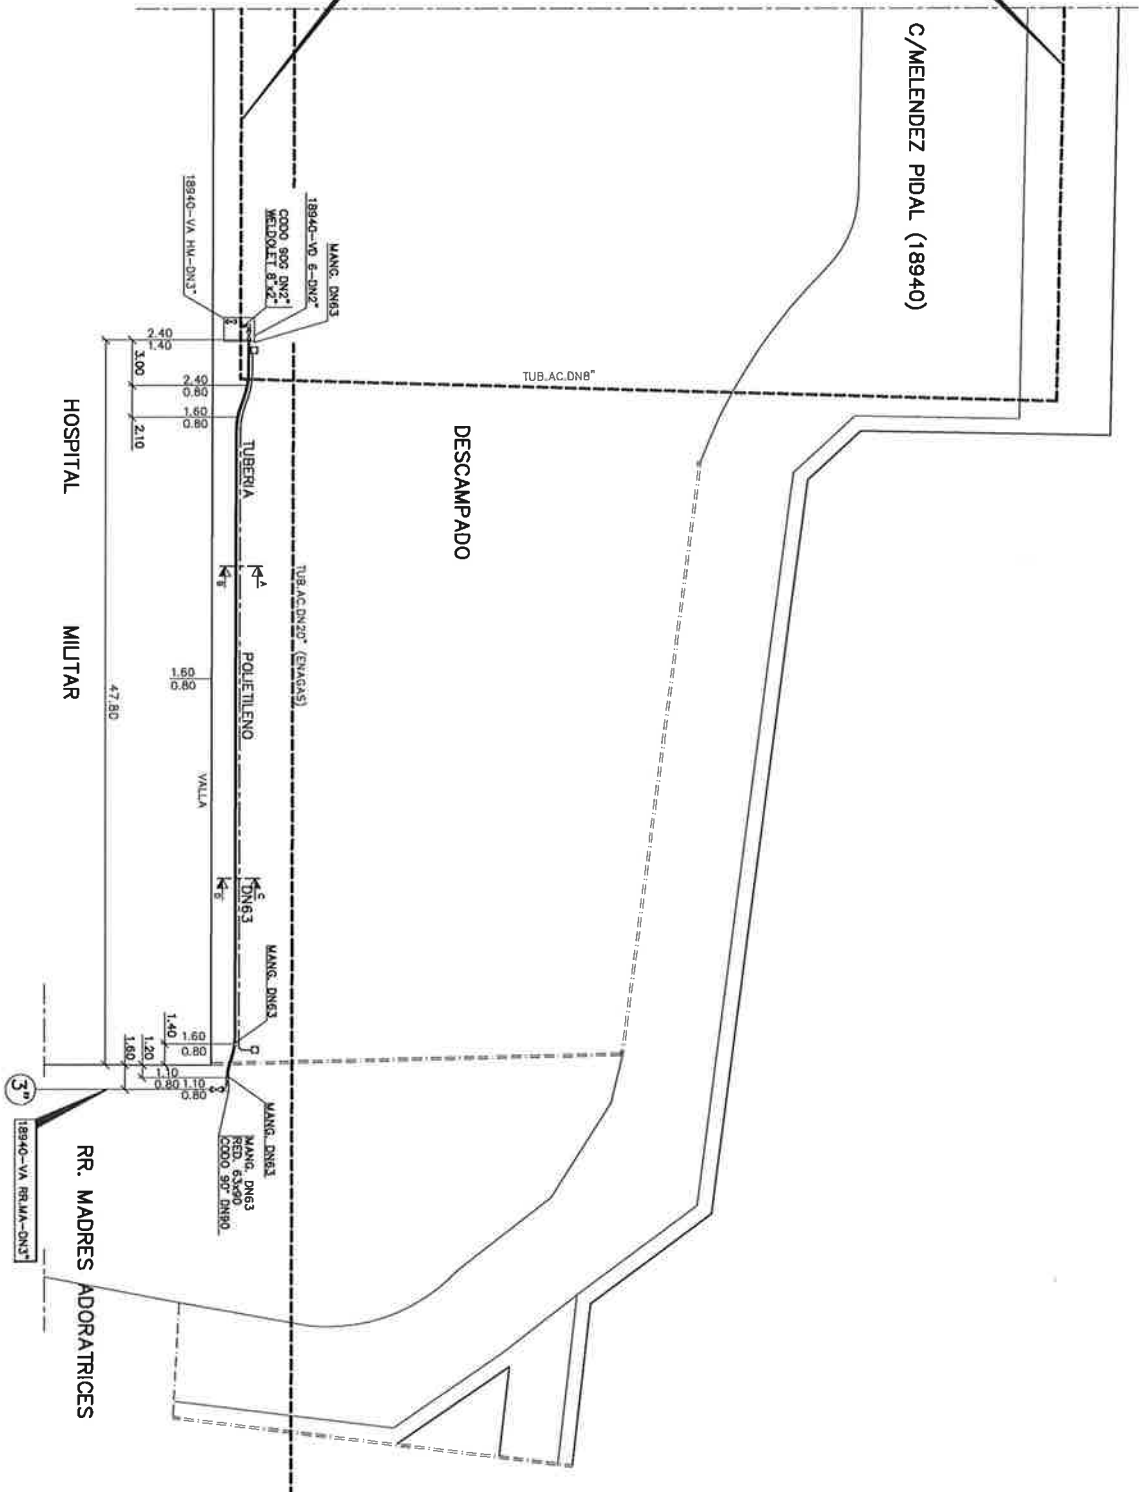 C/MELENDEZ PIDAL (18940)
MANG. DN63
18940-VD 6-DN2"
CODO 90G DN2"
WELDOLET 8"x2"
18940-VA HM-DN3"
TUB.AC.DN8"
DESCAMPADO
TUB.AC.DN20" (ENAGAS)
2.40
1.40
3.00
2.40
0.80
1.60
0.80
2.10
TUBERIA
POLIETILENO
DN63
A
B
C
D
1.60
0.80
VALLA
47.80
HOSPITAL
MILITAR
MANG. DN63
1.40
1.60
0.80
1.20
1.60
1.10
0.80
1.10
0.80
MANG. DN63
MANG. DN63
RED. 63x90
CODO 90° DN90
3"
18940-VA RR.MA-DN3"
RR. MADRES ADORATRICES